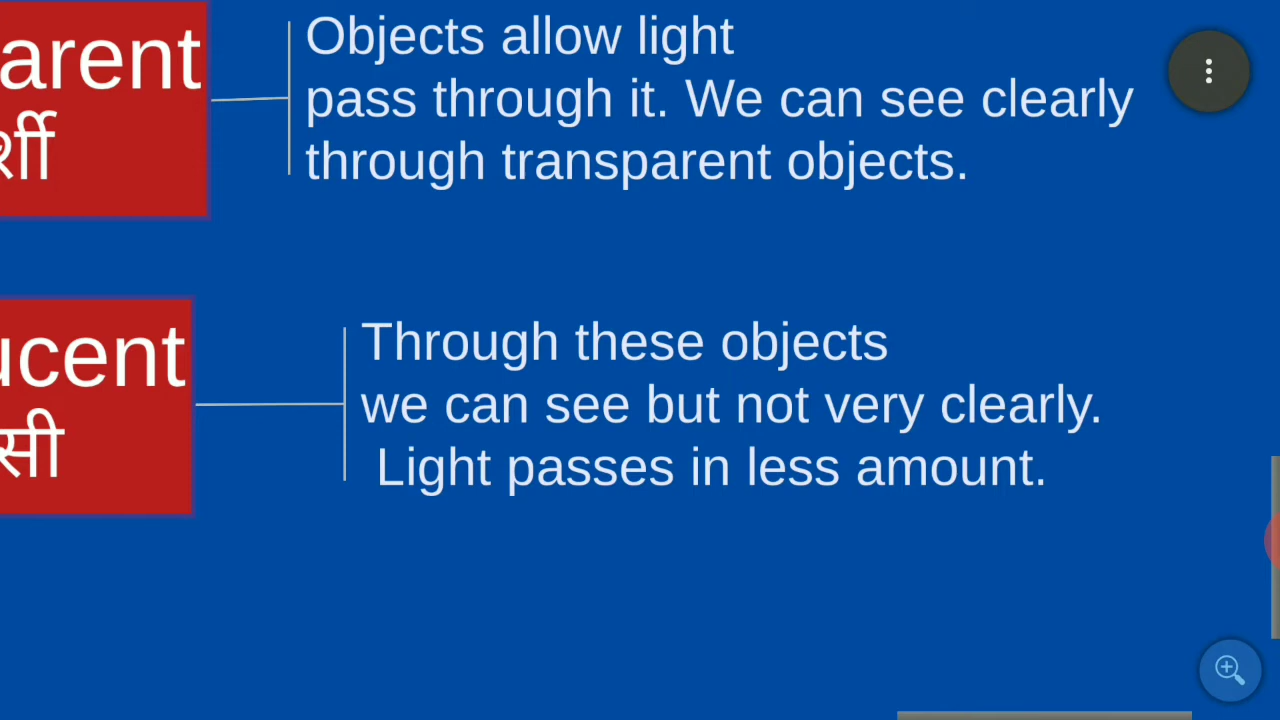 arent
र्शी
Objects allow light
pass through it. We can see clearly
through transparent objects.
ucent
सी
Through these objects
we can see but not very clearly.
Light passes in less amount.